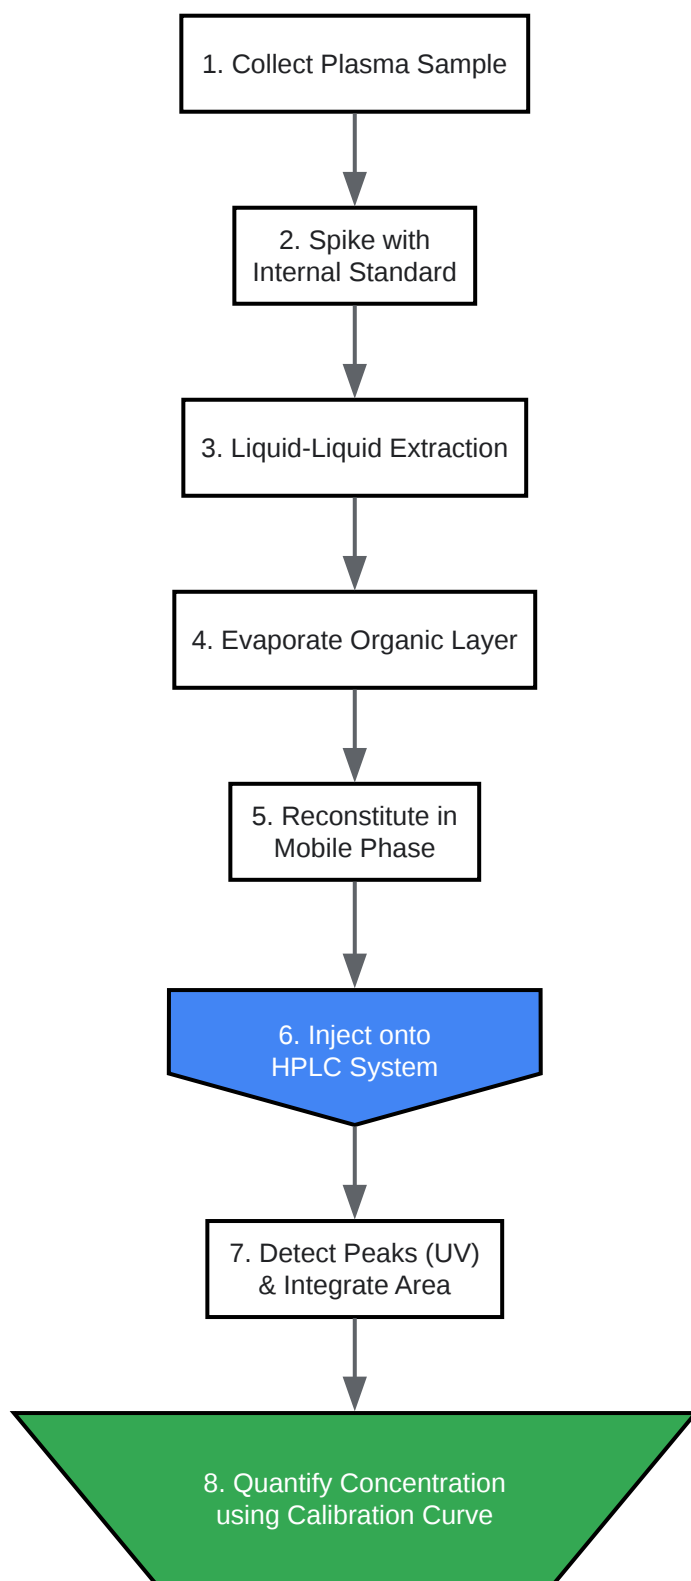 1. Collect Plasma Sample
2. Spike with
Internal Standard
3. Liquid-Liquid Extraction
4. Evaporate Organic Layer
5. Reconstitute in
Mobile Phase
6. Inject onto
HPLC System
7. Detect Peaks (UV)
& Integrate Area
8. Quantify Concentration
using Calibration Curve